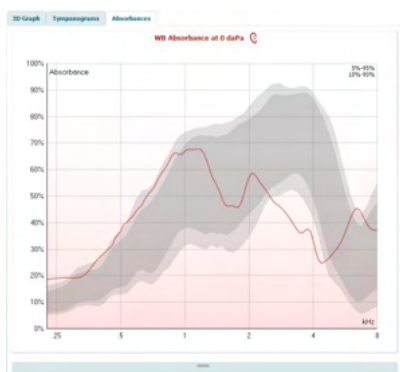 3D Graph Tympanograms Absorbances
WB Absorbance at 0 daPa
100%
Absorbance
5%-95%
10%-90%
90%
80%
70%
60%
50%
40%
30%
20%
10%
0%
kHz
.25 .5 1 2 4 8